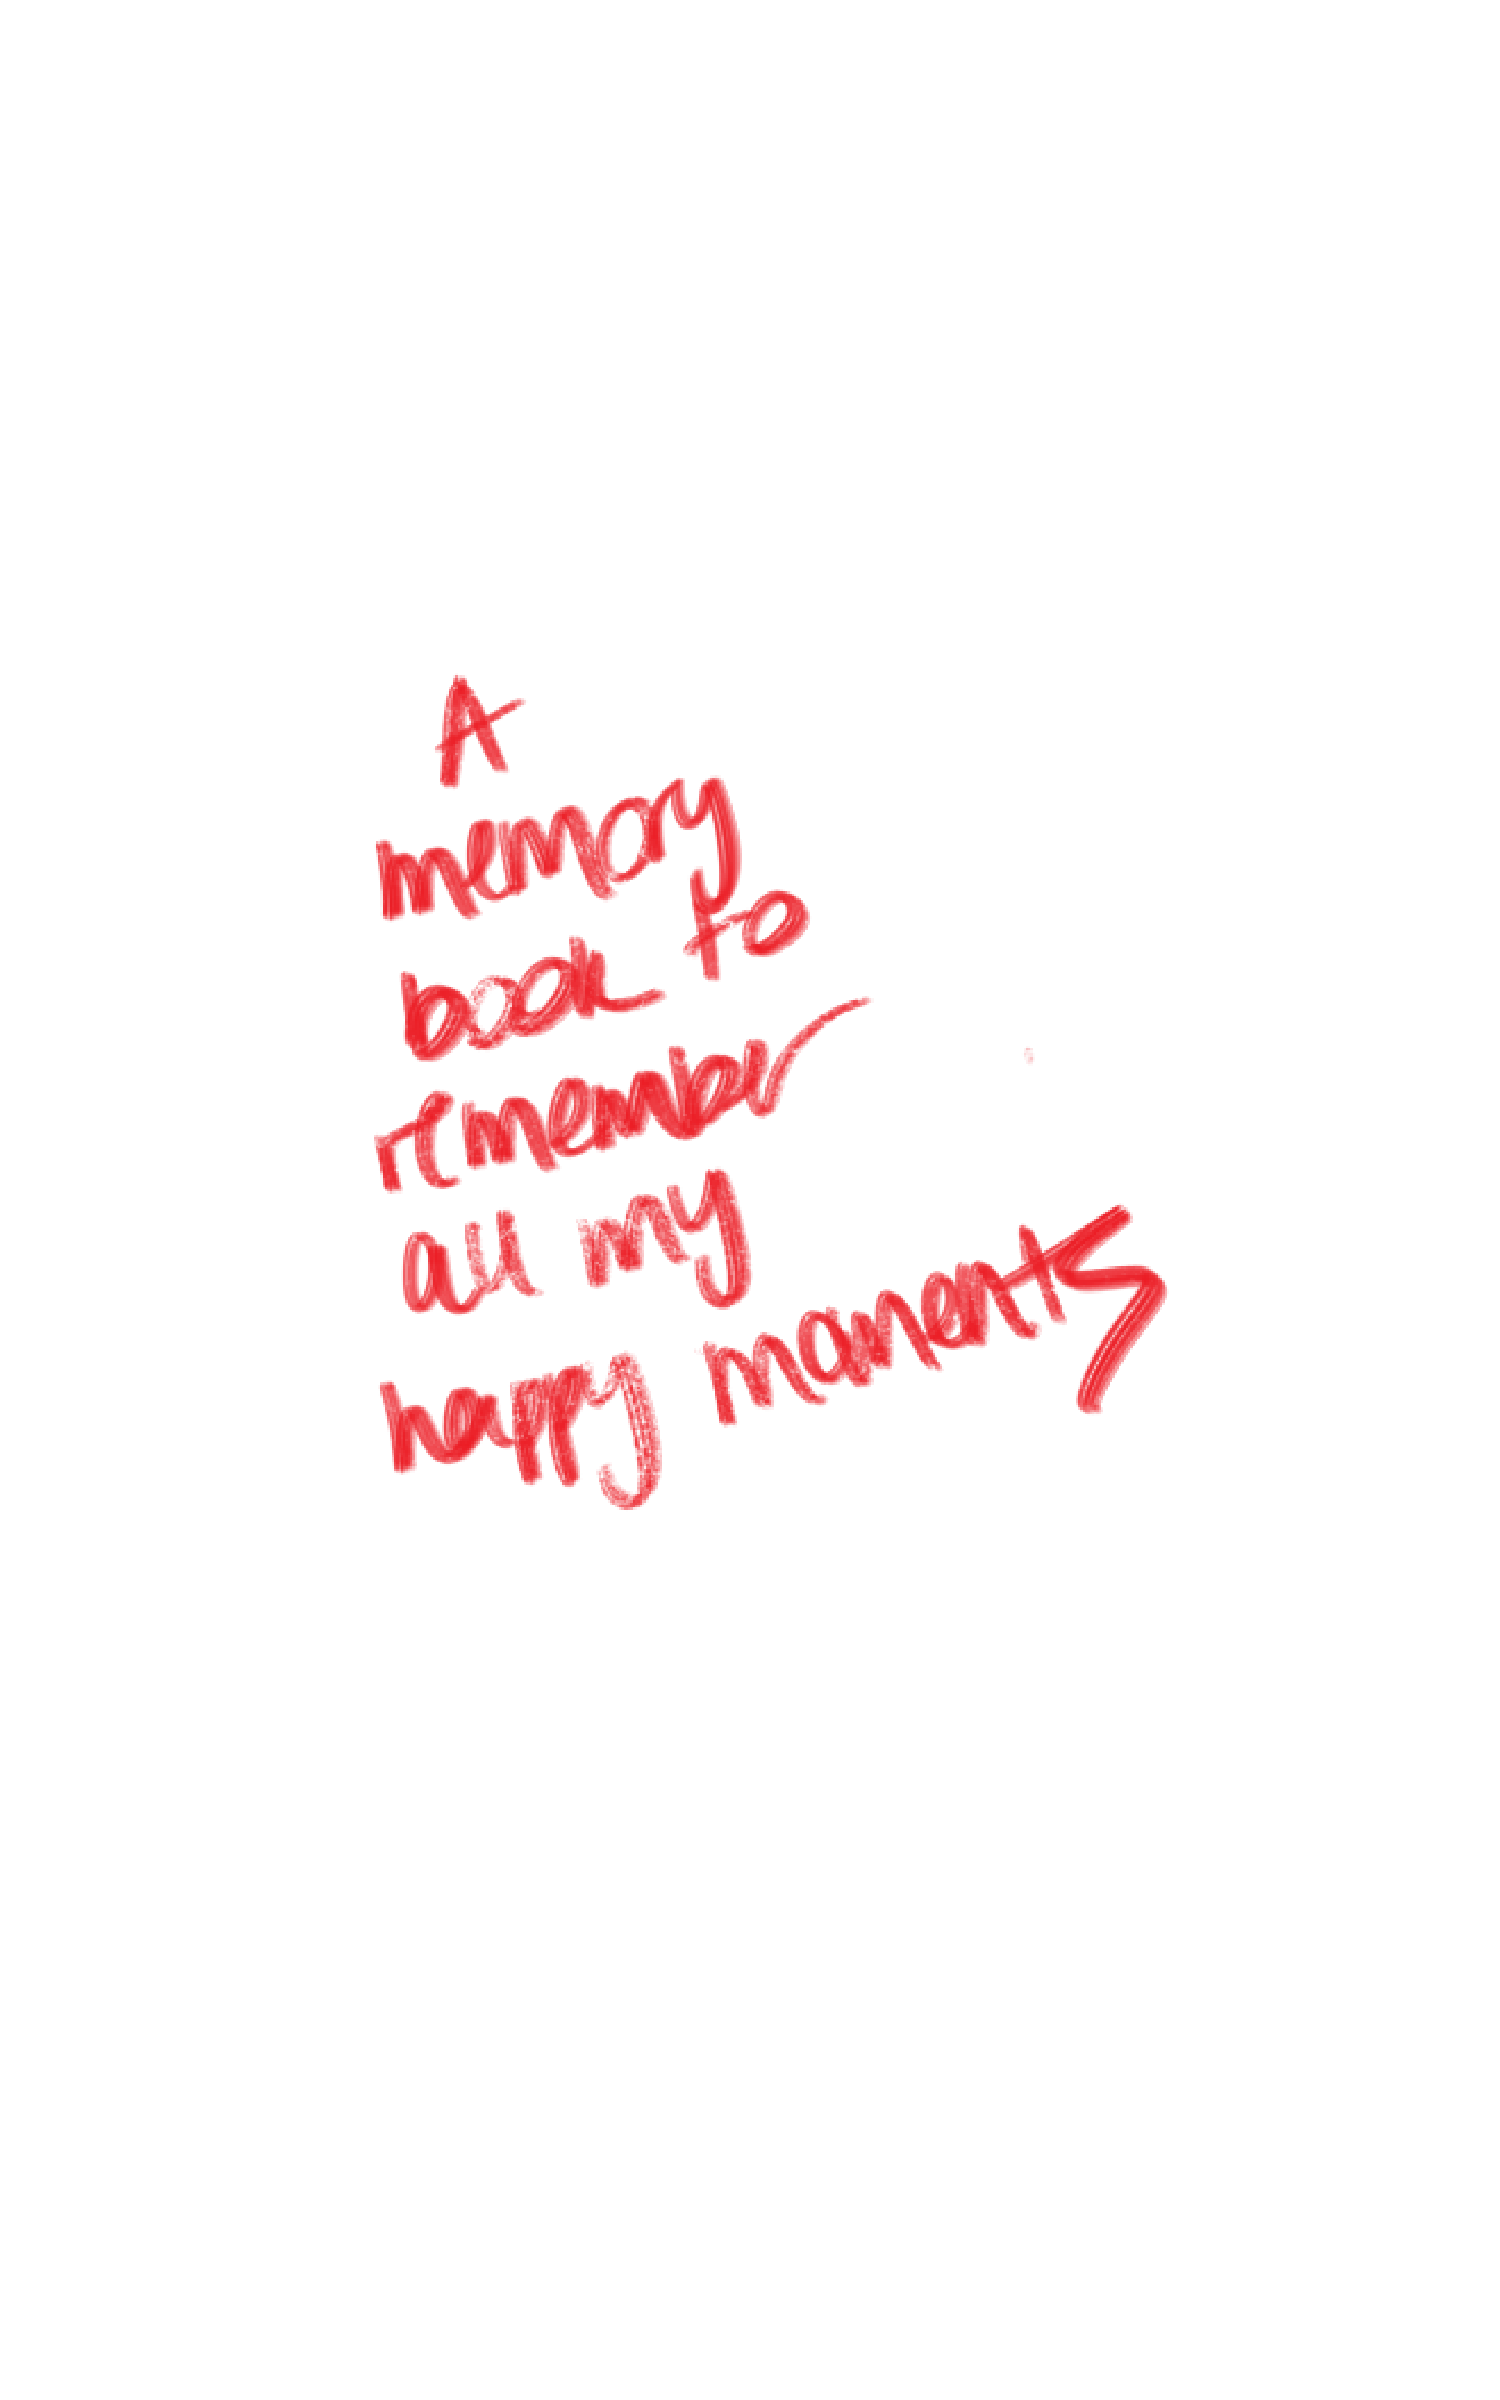 A
memory
book to
remember
all my
happy moments